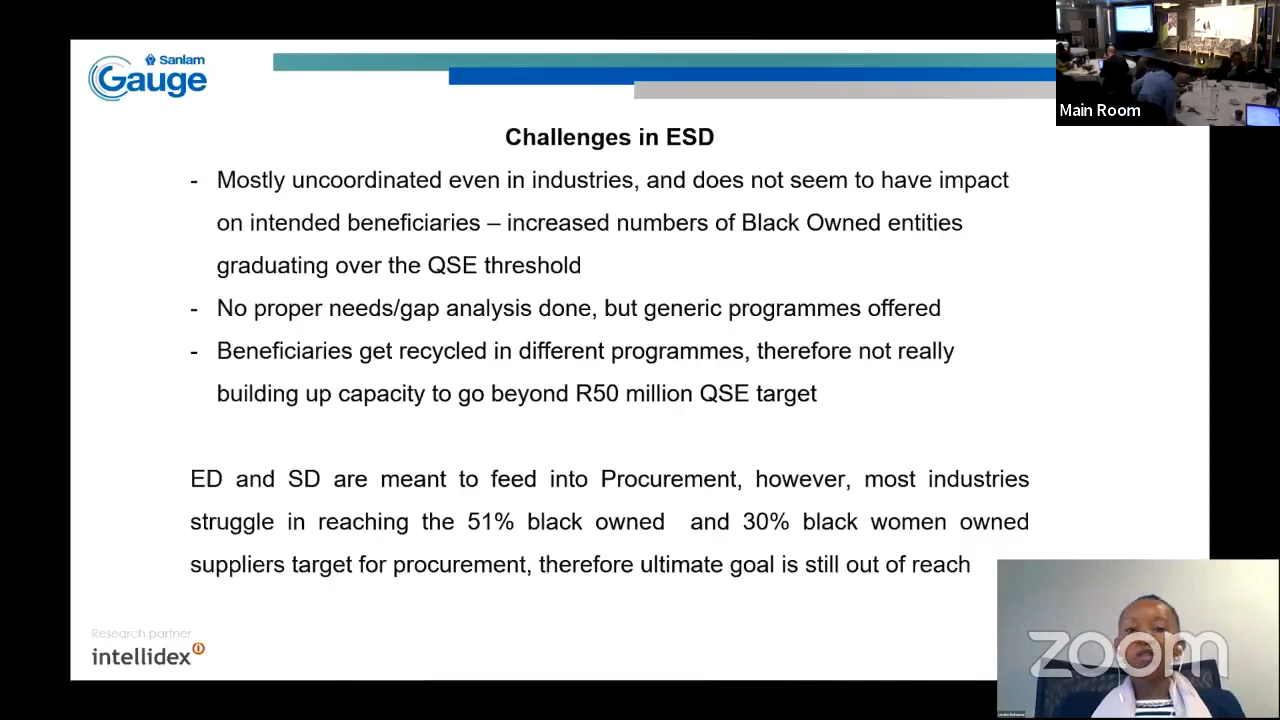 Sanlam
Gauge
Main Room
Challenges in ESD
- Mostly uncoordinated even in industries, and does not seem to have impact
on intended beneficiaries – increased numbers of Black Owned entities
graduating over the QSE threshold
- No proper needs/gap analysis done, but generic programmes offered
- Beneficiaries get recycled in different programmes, therefore not really
building up capacity to go beyond R50 million QSE target
ED and SD are meant to feed into Procurement, however, most industries
struggle in reaching the 51% black owned and 30% black women owned
suppliers target for procurement, therefore ultimate goal is still out of reach
Research partner
intellidex
zoom